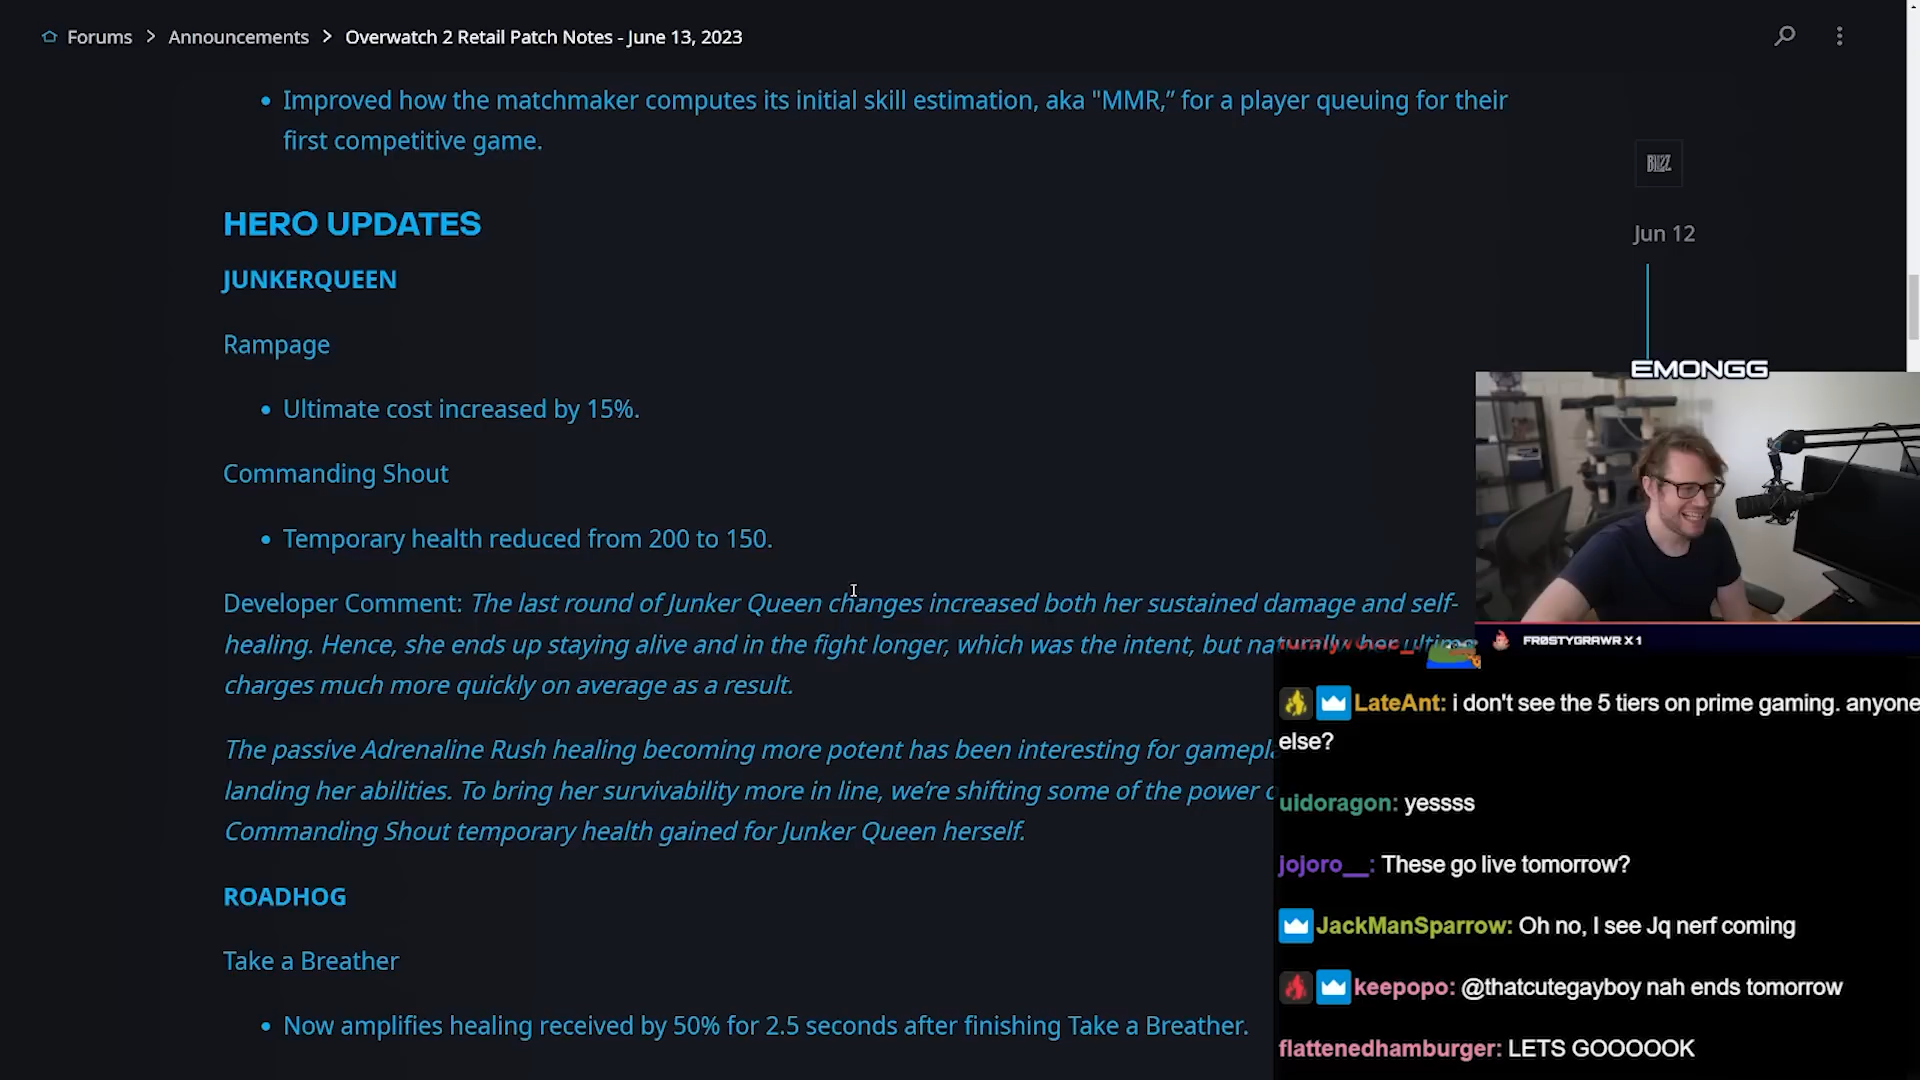 Forums > Announcements > Overwatch 2 Retail Patch Notes - June 13, 2023
• Improved how the matchmaker computes its initial skill estimation, aka "MMR,” for a player queuing for their
first competitive game.
BLIZZ
HERO UPDATES
Jun 12
JUNKERQUEEN
Rampage
EMONGG
• Ultimate cost increased by 15%.
Commanding Shout
• Temporary health reduced from 200 to 150.
Developer Comment: The last round of Junker Queen changes increased both her sustained damage and self-
healing. Hence, she ends up staying alive and in the fight longer, which was the intent, but naturally her
charges much more quickly on average as a result.
FRØSTYGRAWR X 1
The passive Adrenaline Rush healing becoming more potent has been interesting for
landing her abilities. To bring her survivability more in line, we’re shifting some of the power
Commanding Shout temporary health gained for Junker Queen herself.
ROADHOG
Take a Breather
• Now amplifies healing received by 50% for 2.5 seconds after finishing Take a Breather.
LateAnt: i don't see the 5 tiers on prime gaming. anyone
else?
uidoragon: yessss
jojoro__: These go live tomorrow?
JackManSparrow: Oh no, I see Jq nerf coming
keepopo: @thatcutegayboy nah ends tomorrow
flattenedhamburger: LETS GOOOOOK